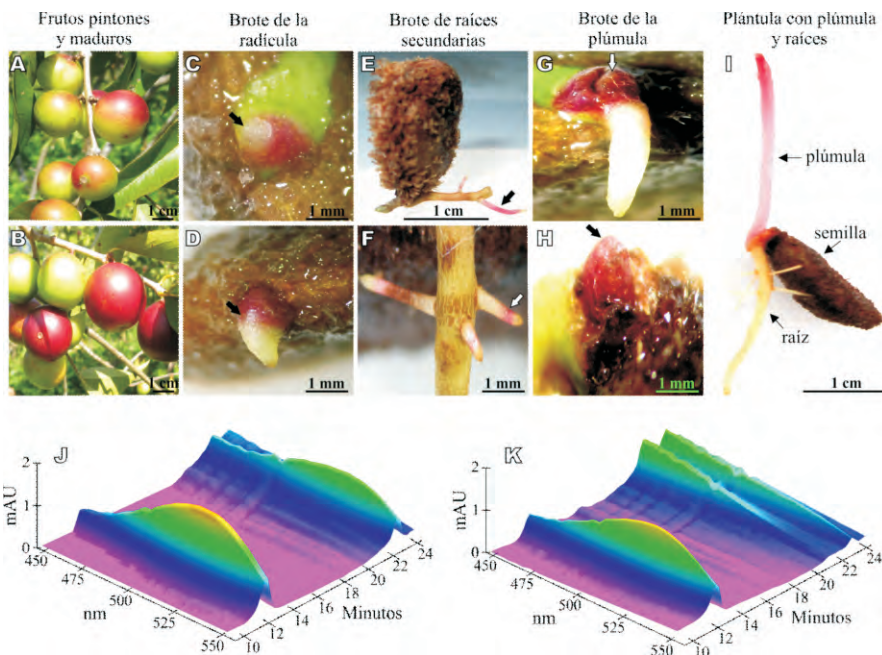 Frutos pintones
y maduros
Brote de la
radícula
Brote de raíces
secundarias
Brote de la
plúmula
Plántula con plúmula
y raíces
A
1 cm
C
1 mm
E
1 cm
G
1 mm
I
plúmula
semilla
raíz
1 cm
B
1 cm
D
1 mm
F
1 mm
H
1 mm
J
2
1
0
mAU
450
475
500
525
550
nm
10
12
14
16
18
20
22
24
Minutos
K
2
1
0
mAU
450
475
500
525
550
nm
10
12
14
16
18
20
22
24
Minutos